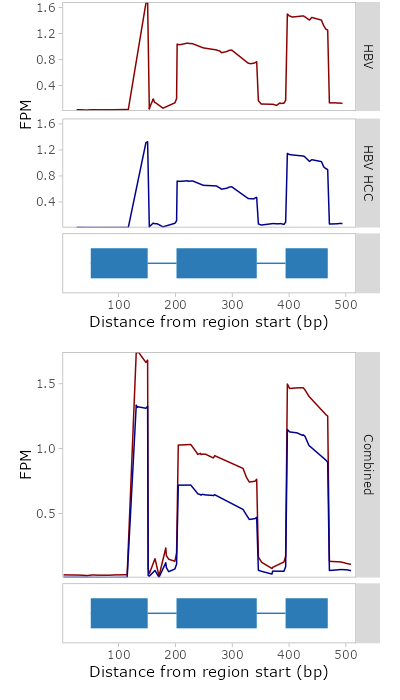 1.6
1.2
0.8
0.4
HBV
FPM
1.6
1.2
0.8
0.4
HBV HCC
100 200 300 400 500
Distance from region start (bp)
1.5
1.0
0.5
FPM
Combined
100 200 300 400 500
Distance from region start (bp)